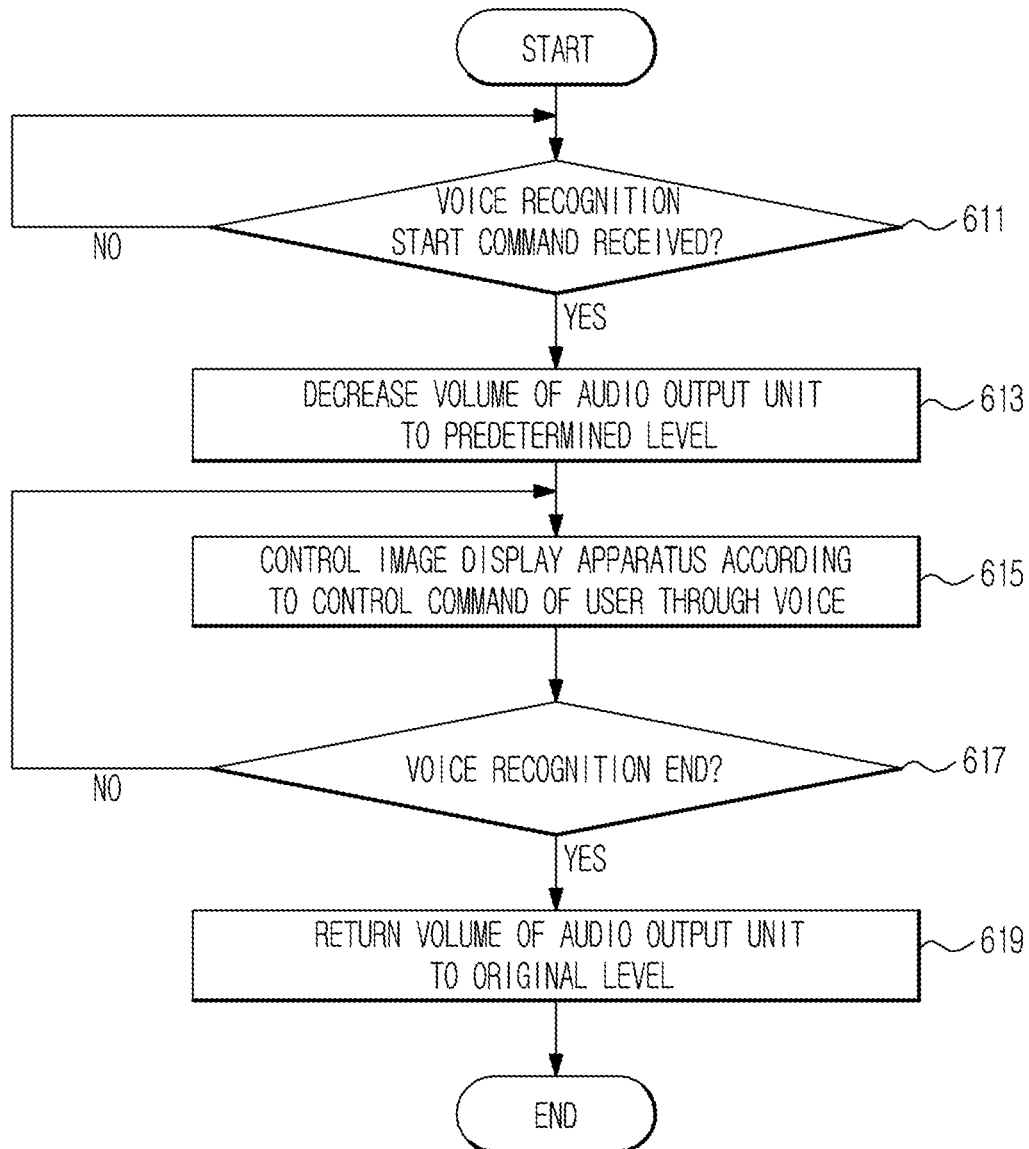 START
VOICE RECOGNITION
START COMMAND RECEIVED?
611
NO
YES
DECREASE VOLUME OF AUDIO OUTPUT UNIT
TO PREDETERMINED LEVEL
613
CONTROL IMAGE DISPLAY APPARATUS ACCORDING
TO CONTROL COMMAND OF USER THROUGH VOICE
615
VOICE RECOGNITION END?
617
NO
YES
RETURN VOLUME OF AUDIO OUTPUT UNIT
TO ORIGINAL LEVEL
619
END